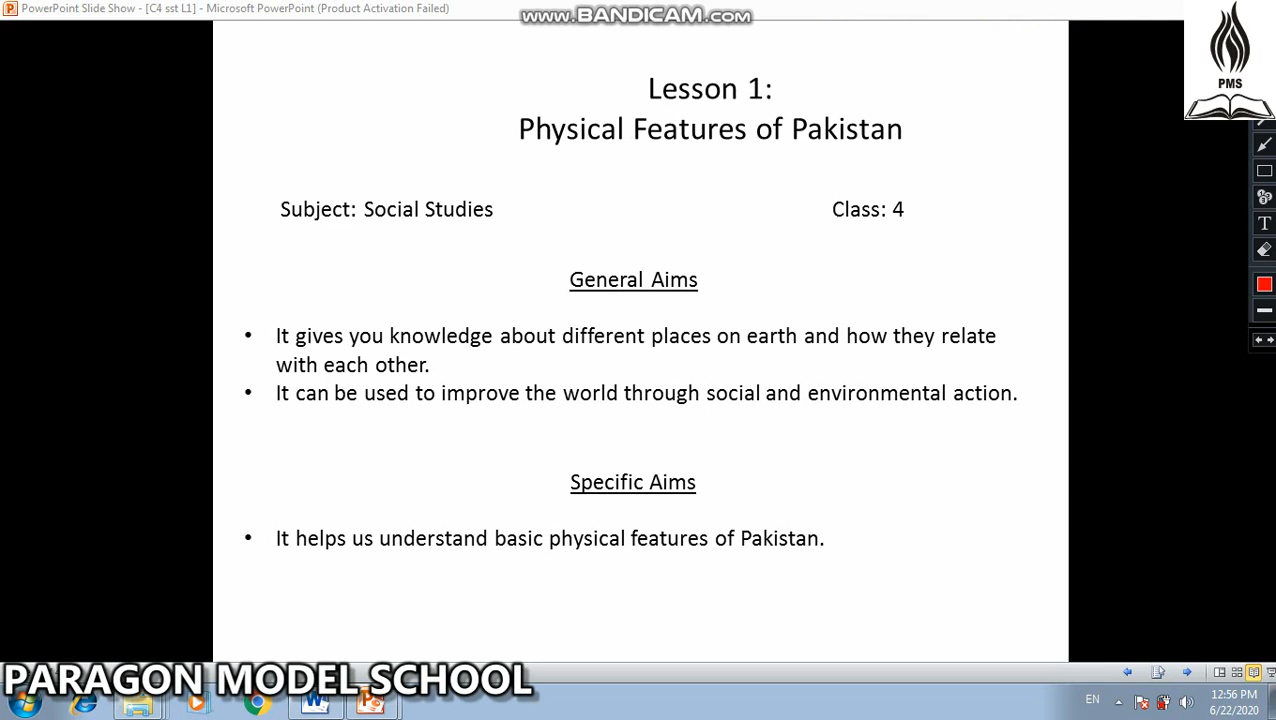 PowerPoint Slide Show - [C4 sst L1] - Microsoft PowerPoint (Product Activation Failed)
www.BANDICAM.com
PMS
Lesson 1:
Physical Features of Pakistan
Subject: Social Studies
Class: 4
General Aims
• It gives you knowledge about different places on earth and how they relate
with each other.
• It can be used to improve the world through social and environmental action.
Specific Aims
• It helps us understand basic physical features of Pakistan.
PARAGON MODEL SCHOOL
EN
12:56 PM
6/22/2020